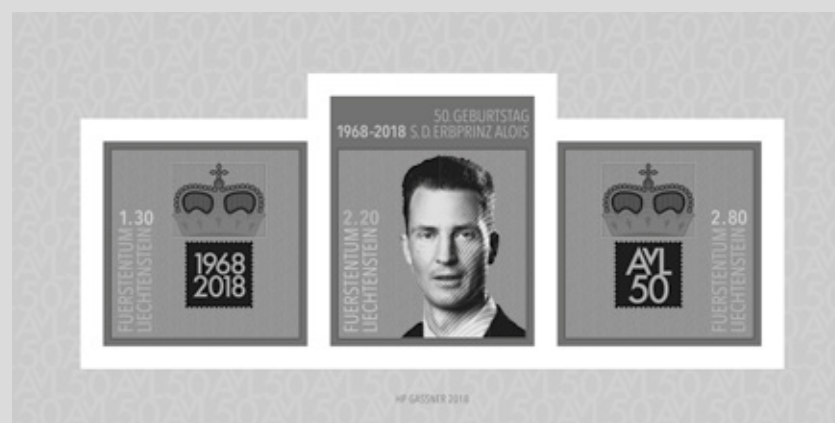 50. GEBURTSTAG
1968-2018 S. D. ERBPRINZ ALOIS
1.30
FUERSTENTUM
LIECHTENSTEIN
1968
2018
2.20
FUERSTENTUM
LIECHTENSTEIN
2.80
FUERSTENTUM
LIECHTENSTEIN
AVL
50
HP GASSNER 2018